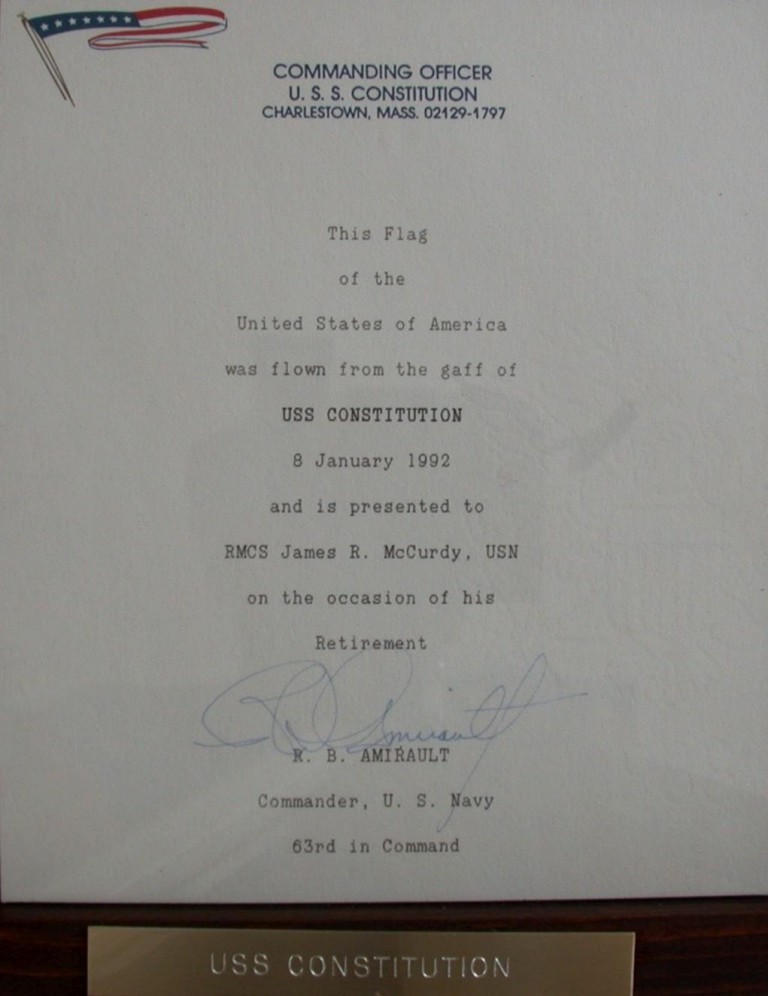 COMMANDING OFFICER
U. S. S. CONSTITUTION
CHARLESTOWN, MASS. 02129-1797
This Flag
of the
United States of America
was flown from the gaff of
USS CONSTITUTION
8 January 1992
and is presented to
RMCS James R. McCurdy, USN
on the occasion of his
Retirement
R. B. Amirault
R. B. AMIRAULT
Commander, U. S. Navy
63rd in Command
USS CONSTITUTION